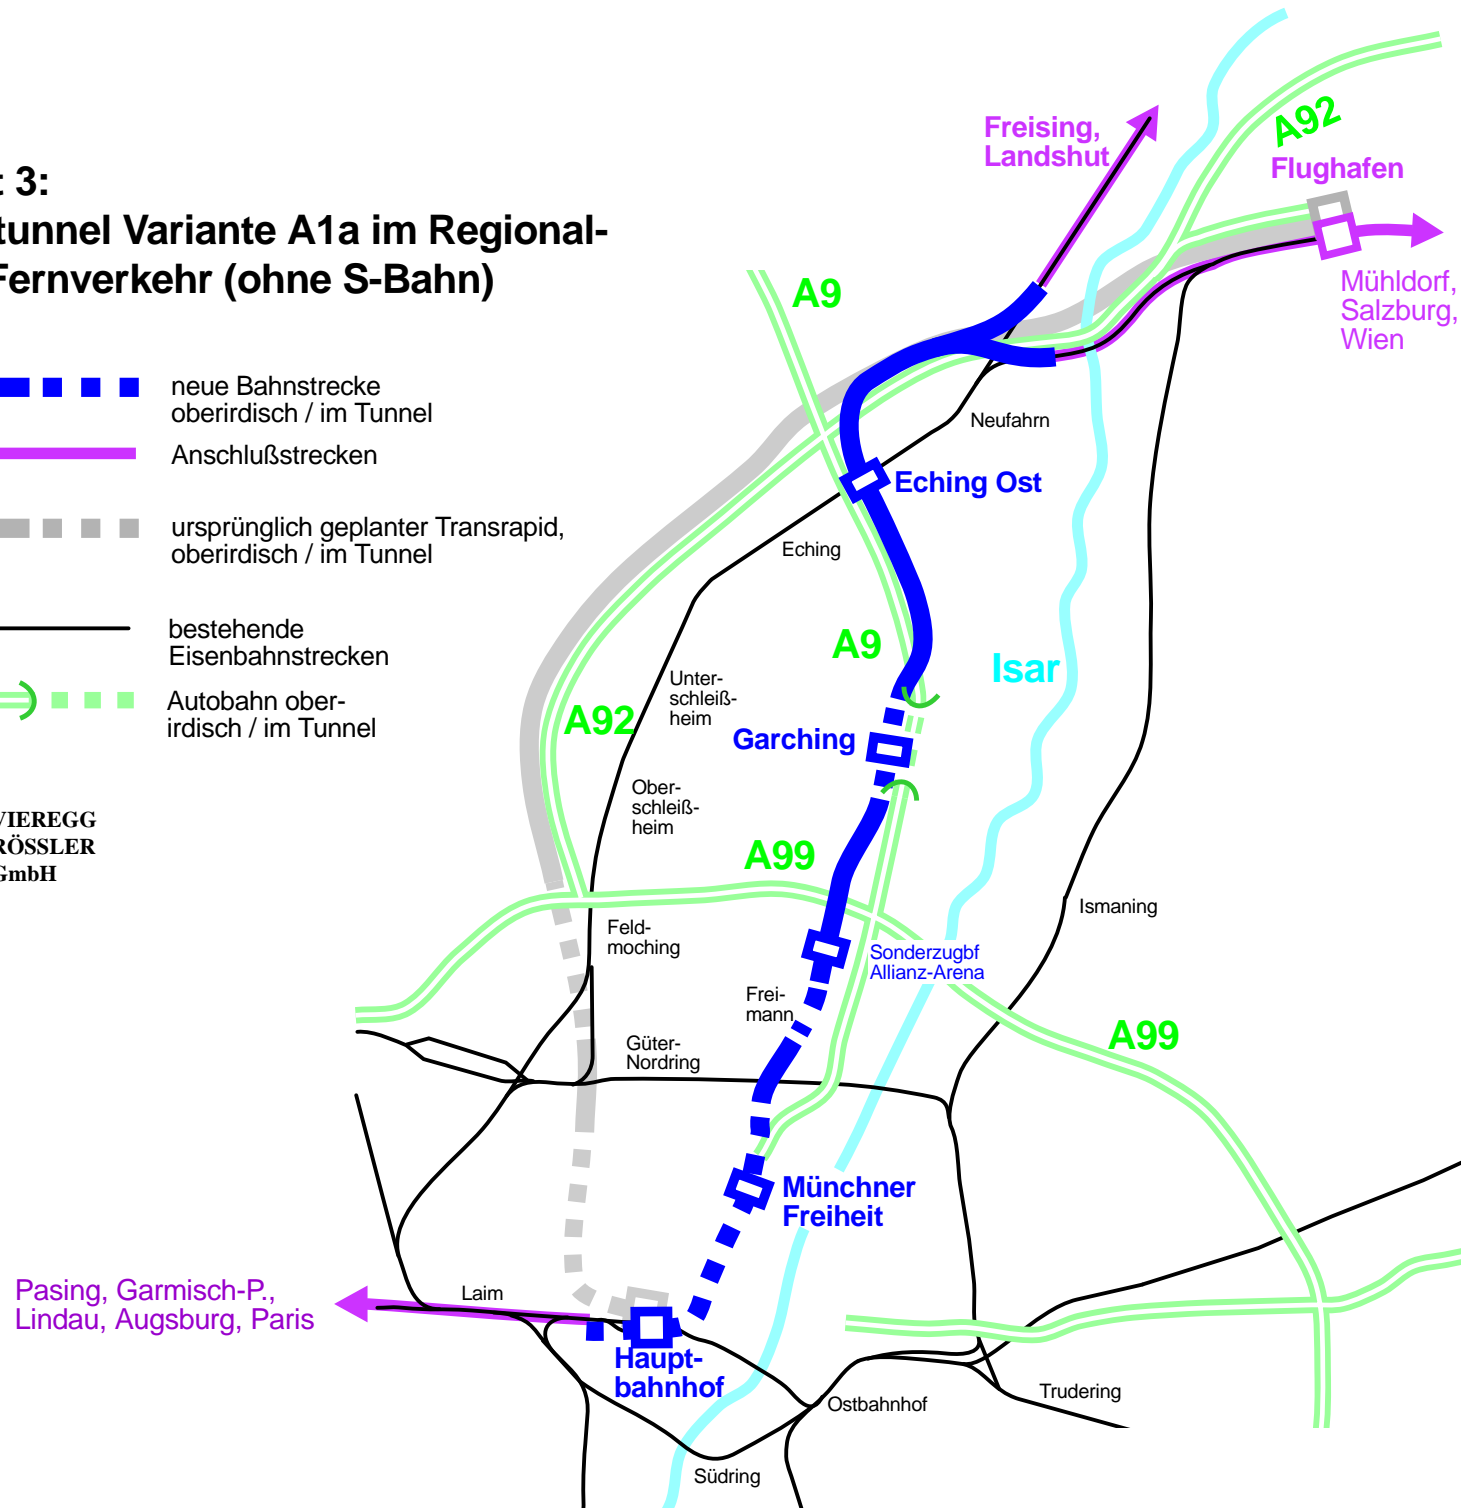 t 3:
tunnel Variante A1a im Regional-
Fernverkehr (ohne S-Bahn)
neue Bahnstrecke
oberirdisch / im Tunnel
Anschlußstrecken
ursprünglich geplanter Transrapid,
oberirdisch / im Tunnel
bestehende
Eisenbahnstrecken
Autobahn ober-
irdisch / im Tunnel
VIEREGG
RÖSSLER
GmbH
Freising,
Landshut
A92
Flughafen
Mühldorf,
Salzburg,
Wien
A9
Neufahrn
Eching Ost
Eching
A9
Isar
Unter-
schleiß-
heim
A92
Garching
Ober-
schleiß-
heim
A99
Ismaning
Feld-
moching
Sonderzugbf
Allianz-Arena
Frei-
mann
A99
Güter-
Nordring
Münchner
Freiheit
Pasing, Garmisch-P.,
Lindau, Augsburg, Paris
Laim
Haupt-
bahnhof
Ostbahnhof
Trudering
Südring